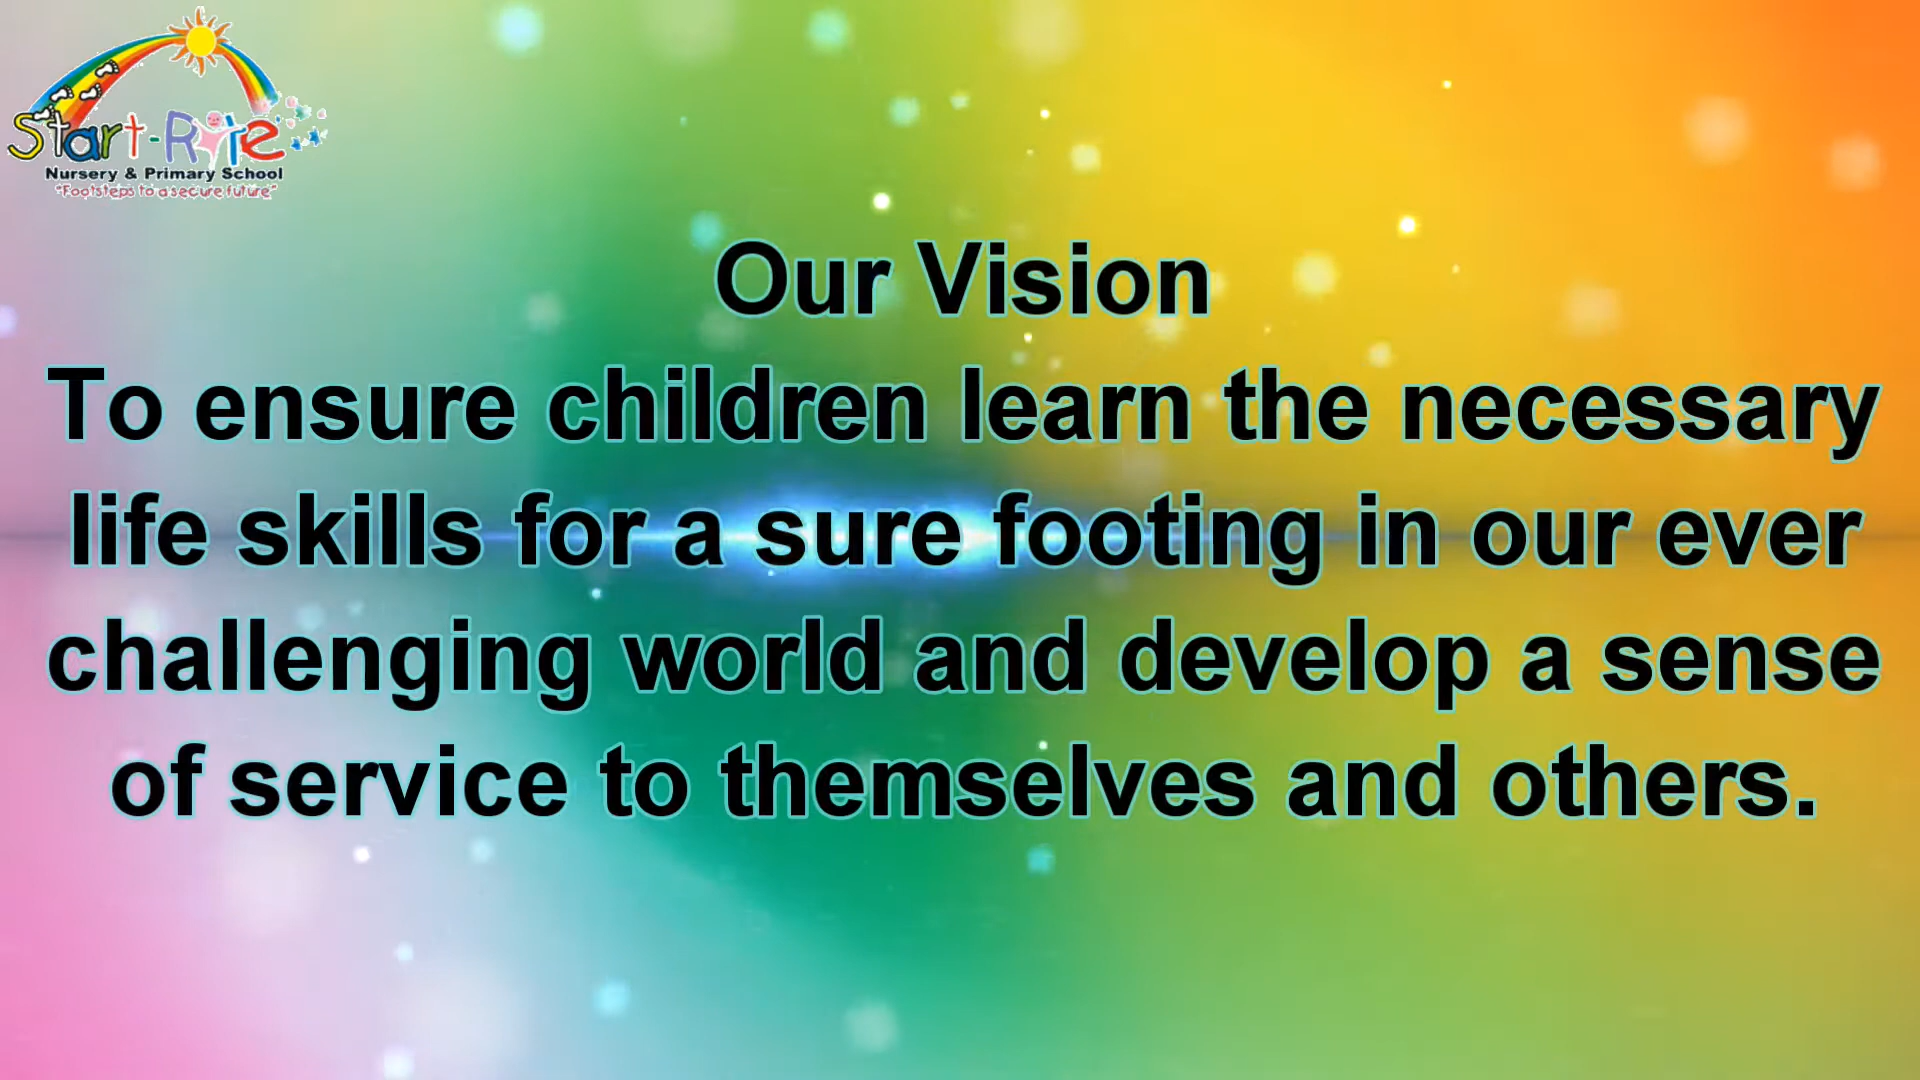 Start-Rite
Nursery & Primary School
"Footsteps to a secure future"
Our Vision
To ensure children learn the necessary
life skills for a sure footing in our ever
challenging world and develop a sense
of service to themselves and others.